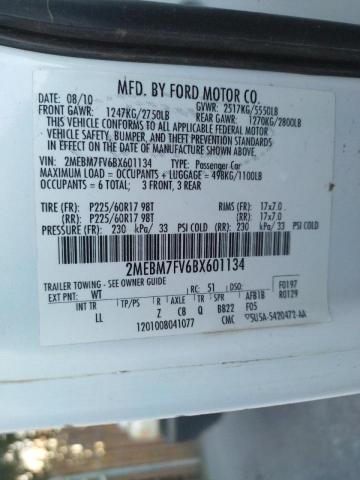 MFD. BY FORD MOTOR CO.
DATE: 08/10 GVWR: 2517KG/5550LB
FRONT GAWR: 1247KG/2750LB REAR GAWR: 1270KG/2800LB
THIS VEHICLE CONFORMS TO ALL APPLICABLE FEDERAL MOTOR VEHICLE
SAFETY, BUMPER, AND THEFT PREVENTION STANDARDS
IN EFFECT ON THE DATE OF MANUFACTURE SHOWN ABOVE.
VIN: 2MEBM7FV6BX601134 TYPE: Passenger Car
MAXIMUM LOAD = OCCUPANTS + LUGGAGE = 498KG/1100LB
OCCUPANTS = 6 TOTAL; 3 FRONT, 3 REAR
TIRE (FR): P225/60R17 98T RIMS (FR): 17x7.0
(RR): P225/60R17 98T (RR): 17x7.0
PRESSURE (FR): 230 kPa/ 33 PSI COLD (RR): 230 kPa/ 33 PSI COLD
2MEBM7FV6BX601134
TRAILER TOWING - SEE OWNER GUIDE
EXT PNT: WT RC: 51 DSO: F0197
INT TR TP/PS R AXLE TR AFB1B R0129
LL Z C8 Q B822 F05
1201008041077 CMC 5U5A-5420472-AA